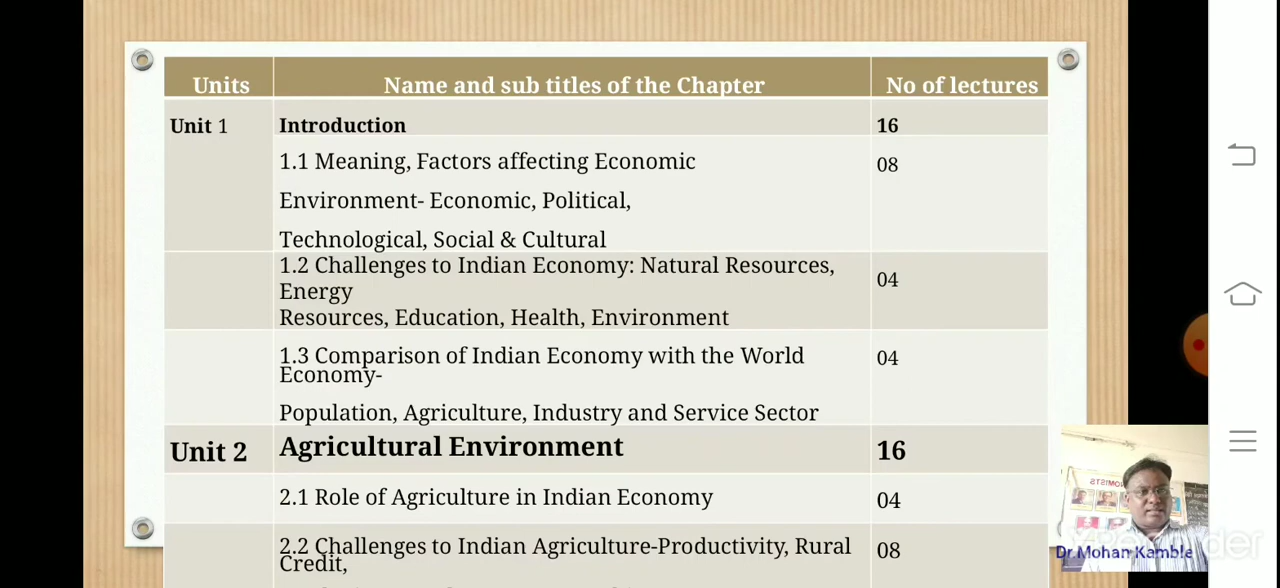 Units Name and sub titles of the Chapter No of lectures
Unit 1 Introduction 16
1.1 Meaning, Factors affecting Economic 08
Environment- Economic, Political,
Technological, Social & Cultural
1.2 Challenges to Indian Economy: Natural Resources,
Energy 04
Resources, Education, Health, Environment
1.3 Comparison of Indian Economy with the World 04
Economy-
Population, Agriculture, Industry and Service Sector
Unit 2 Agricultural Environment 16
2.1 Role of Agriculture in Indian Economy 04
2.2 Challenges to Indian Agriculture-Productivity, Rural 08
Credit,
Dr.Mohan Kamble